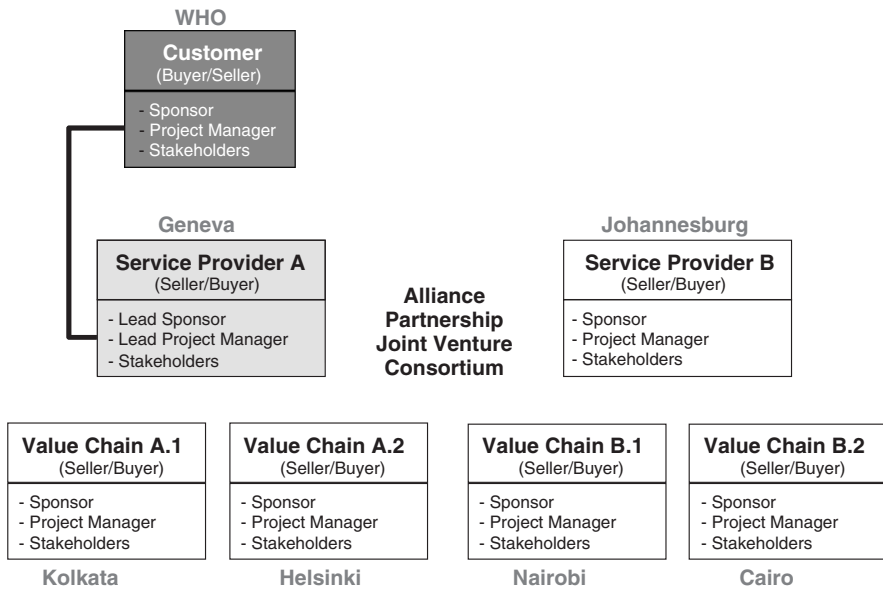 WHO
Customer
(Buyer/Seller)
- Sponsor
- Project Manager
- Stakeholders
Geneva
Service Provider A
(Seller/Buyer)
- Lead Sponsor
- Lead Project Manager
- Stakeholders
Alliance
Partnership
Joint Venture
Consortium
Johannesburg
Service Provider B
(Seller/Buyer)
- Sponsor
- Project Manager
- Stakeholders
Value Chain A.1
(Seller/Buyer)
- Sponsor
- Project Manager
- Stakeholders
Kolkata
Value Chain A.2
(Seller/Buyer)
- Sponsor
- Project Manager
- Stakeholders
Helsinki
Value Chain B.1
(Seller/Buyer)
- Sponsor
- Project Manager
- Stakeholders
Nairobi
Value Chain B.2
(Seller/Buyer)
- Sponsor
- Project Manager
- Stakeholders
Cairo